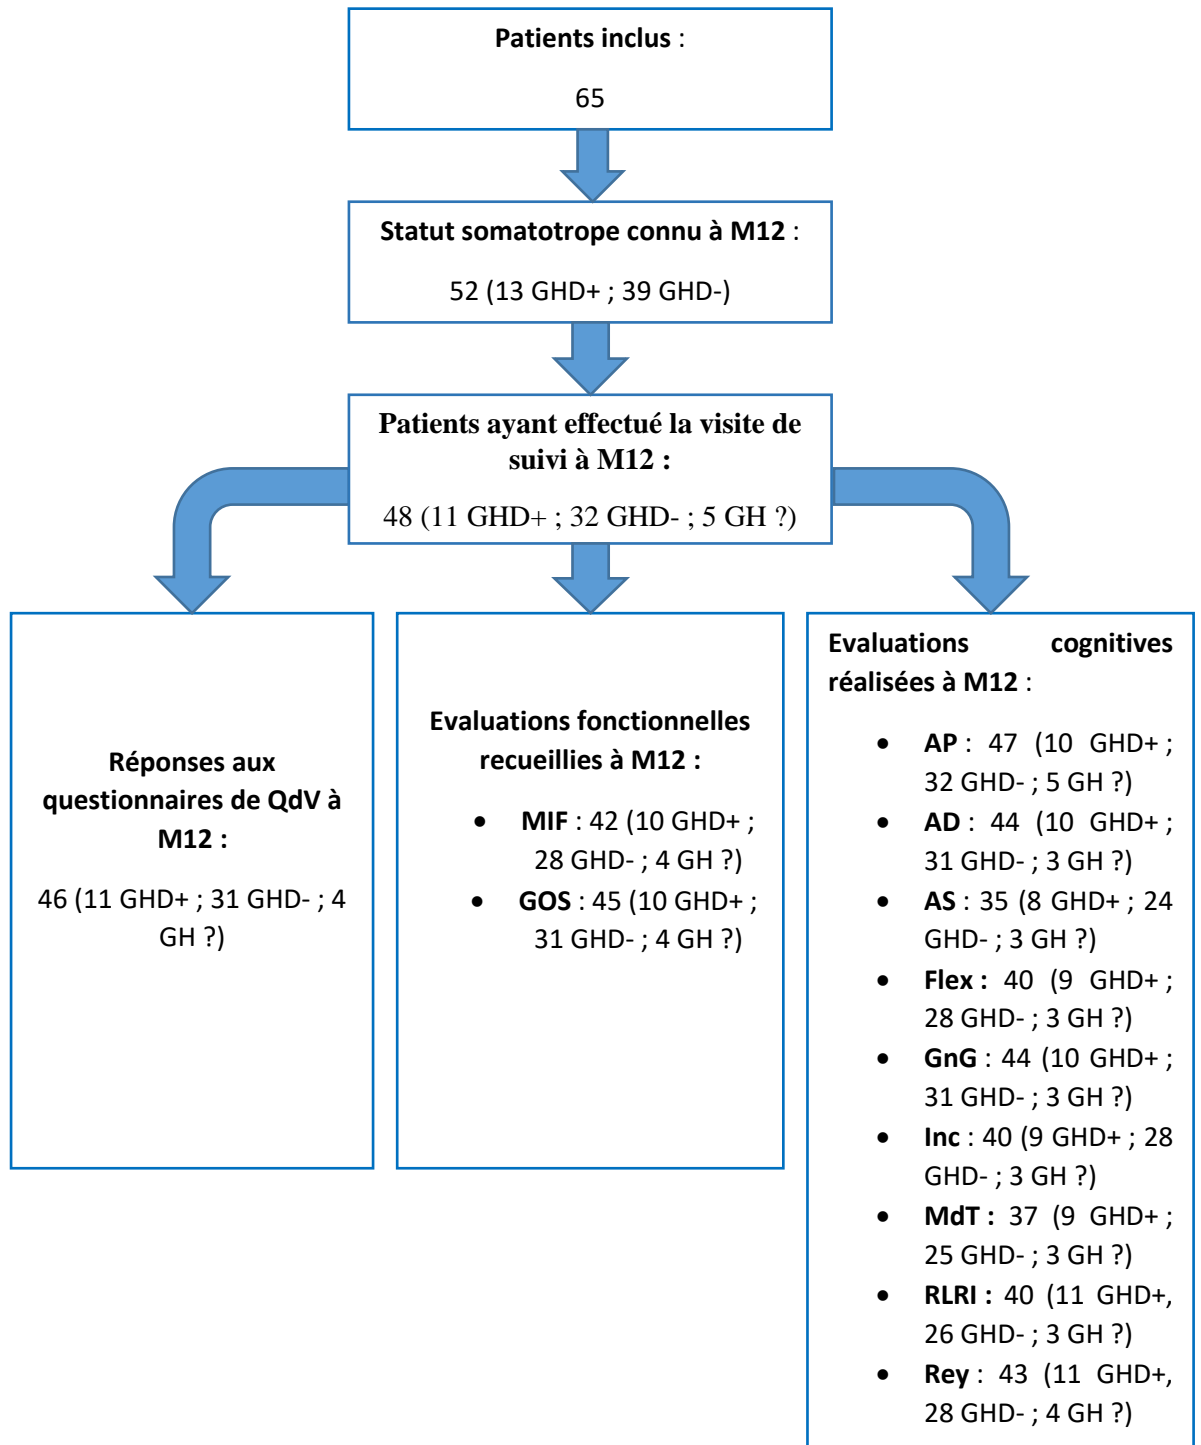 Patients inclus :
65
Statut somatotrope connu à M12 :
52 (13 GHD+ ; 39 GHD-)
Patients ayant effectué la visite de
suivi à M12 :
48 (11 GHD+ ; 32 GHD- ; 5 GH ?)
Réponses aux
questionnaires de QdV à
M12 :
46 (11 GHD+ ; 31 GHD- ; 4
GH ?)
Evaluations fonctionnelles
recueillies à M12 :
• MIF : 42 (10 GHD+ ;
28 GHD- ; 4 GH ?)
• GOS : 45 (10 GHD+ ;
31 GHD- ; 4 GH ?)
Evaluations cognitives
réalisées à M12 :
• AP : 47 (10 GHD+ ;
32 GHD- ; 5 GH ?)
• AD : 44 (10 GHD+ ;
31 GHD- ; 3 GH ?)
• AS : 35 (8 GHD+ ; 24
GHD- ; 3 GH ?)
• Flex : 40 (9 GHD+ ;
28 GHD- ; 3 GH ?)
• GnG : 44 (10 GHD+ ;
31 GHD- ; 3 GH ?)
• Inc : 40 (9 GHD+ ; 28
GHD- ; 3 GH ?)
• MdT : 37 (9 GHD+ ;
25 GHD- ; 3 GH ?)
• RLRI : 40 (11 GHD+,
26 GHD- ; 3 GH ?)
• Rey : 43 (11 GHD+,
28 GHD- ; 4 GH ?)